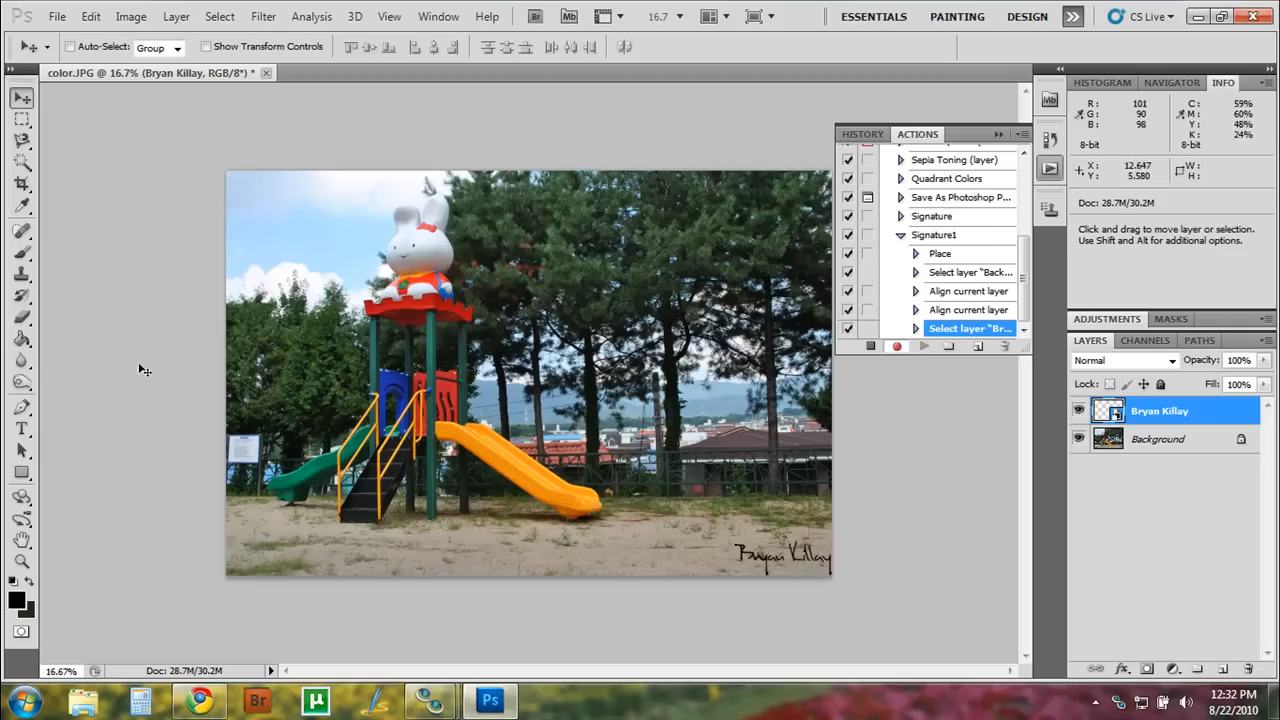 Ps File Edit Image Layer Select Filter Analysis 3D View Window Help Br Mb 16.7 ESSENTIALS PAINTING DESIGN CS Live
Auto-Select: Group Show Transform Controls
color.JPG @ 16.7% (Bryan Killay, RGB/8*) *
HISTOGRAM NAVIGATOR INFO
R: 101 C: 59%
G: 90 M: 60%
B: 98 Y: 48%
K: 24%
8-bit 8-bit
X: 12.647 W:
Y: 5.580 H:
Doc: 28.7M/30.2M
Click and drag to move layer or selection.
Use Shift and Alt for additional options.
Mb
HISTORY ACTIONS
Sepia Toning (layer)
Quadrant Colors
Save As Photoshop P...
Signature
Signature1
Place
Select layer "Back...
Align current layer
Align current layer
Select layer "Br...
ADJUSTMENTS MASKS
LAYERS CHANNELS PATHS
Normal Opacity: 100%
Lock: Fill: 100%
Bryan Killay
Background
T
Bryan Killay
fx
16.67% Doc: 28.7M/30.2M
Br µ Ps
12:32 PM
8/22/2010